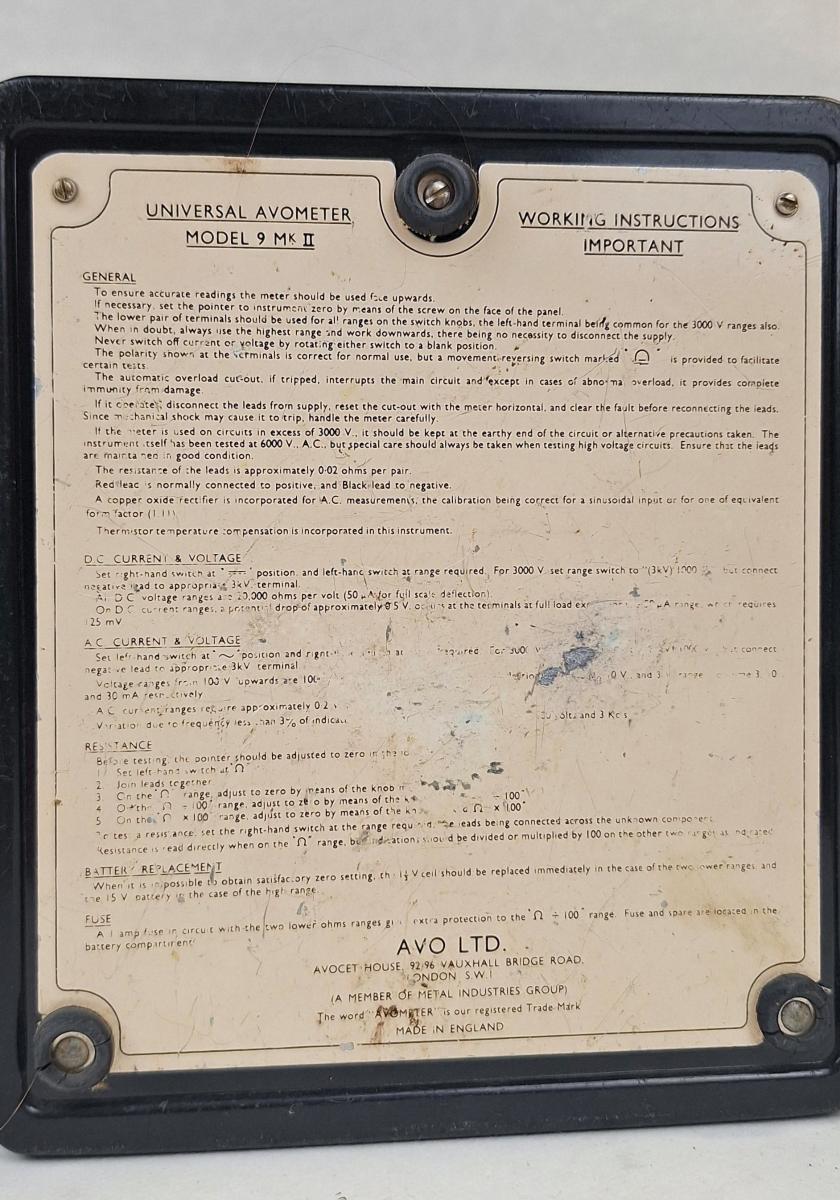 UNIVERSAL AVOMETER
MODEL 9 MK II
WORKING INSTRUCTIONS
IMPORTANT
GENERAL
To ensure accurate readings the meter should be used face upwards.
If necessary, set the pointer to instrument zero by means of the screw on the face of the panel.
The lower pair of terminals should be used for all ranges on the switch knobs, the left-hand terminal being common for the 3000 V ranges also.
When in doubt, always use the highest range and work downwards, there being no necessity to disconnect the supply.
Never switch off current or voltage by rotating either switch to a blank position.
The polarity shown at the terminals is correct for normal use, but a movement reversing switch marked is provided to facilitate
certain tests.
The automatic overload cut-out, if tripped, interrupts the main circuit and except in cases of abnormal overload, it provides complete
immunity from damage.
If it operates, disconnect the leads from supply, reset the cut-out with the meter horizontal, and clear the fault before reconnecting the leads.
Since mechanical shock may cause it to trip, handle the meter carefully.
If the meter is used on circuits in excess of 3000 V., it should be kept at the earthy end of the circuit or alternative precautions taken. The
instrument itself has been tested at 6000 V., A.C., but special care should always be taken when testing high voltage circuits. Ensure that the leads
are maintained in good condition.
The resistance of the leads is approximately 0·02 ohms per pair.
Red lead is normally connected to positive, and Black lead to negative.
A copper oxide rectifier is incorporated for A.C. measurements, the calibration being correct for a sinusoidal input or for one of equivalent
form factor (1.11)
Thermistor temperature compensation is incorporated in this instrument.
D.C. CURRENT & VOLTAGE
Set right-hand switch at position, and left-hand switch at range required. For 3000 V. set range switch to "(3kV) 1000 but connect
negative lead to appropriate 3kV. terminal.
All D.C. voltage ranges are 20,000 ohms per volt (50 μA for full scale deflection).
On D.C. current ranges, a potential drop of approximately 0·5 V. occurs at the terminals at full load μA range, which requires
125 mV
A.C. CURRENT & VOLTAGE
Set left-hand switch at "~" position and right- at required. For 3000 V but connect
negative lead to appropriate 3kV terminal
Voltage ranges from 100 V upwards are and 3 range
and 30 mA respectively
A.C. current ranges require approximately 0·2
Variation due to frequency less than 3% of and 3 Kc s
RESISTANCE
Before testing, the pointer should be adjusted to zero in the
1. Set left-hand switch at "Ω"
2. Join leads together
3. On the "Ω" range, adjust to zero by means of the knob
4. On the "Ω ÷ 100" range, adjust to zero by means of the ÷ 100"
5. On the "Ω × 100" range, adjust to zero by means of the Ω × 100"
To test a resistance, set the right-hand switch at the range required, the leads being connected across the unknown component
Resistance is read directly when on the "Ω" range, but indications should be divided or multiplied by 100 on the other two ranges as indicated
BATTERY REPLACEMENT
When it is impossible to obtain satisfactory zero setting, the 1½ V cell should be replaced immediately in the case of the two lower ranges, and
the 15 V battery in the case of the high range.
FUSE
A 1 amp fuse in circuit with the two lower ohms ranges extra protection to the "Ω ÷ 100" range. Fuse and spare are located in the
battery compartment
AVO LTD.
AVOCET HOUSE, 92-96 VAUXHALL BRIDGE ROAD,
LONDON S.W.1
(A MEMBER OF METAL INDUSTRIES GROUP)
The word "AVOMETER" is our registered Trade Mark
MADE IN ENGLAND